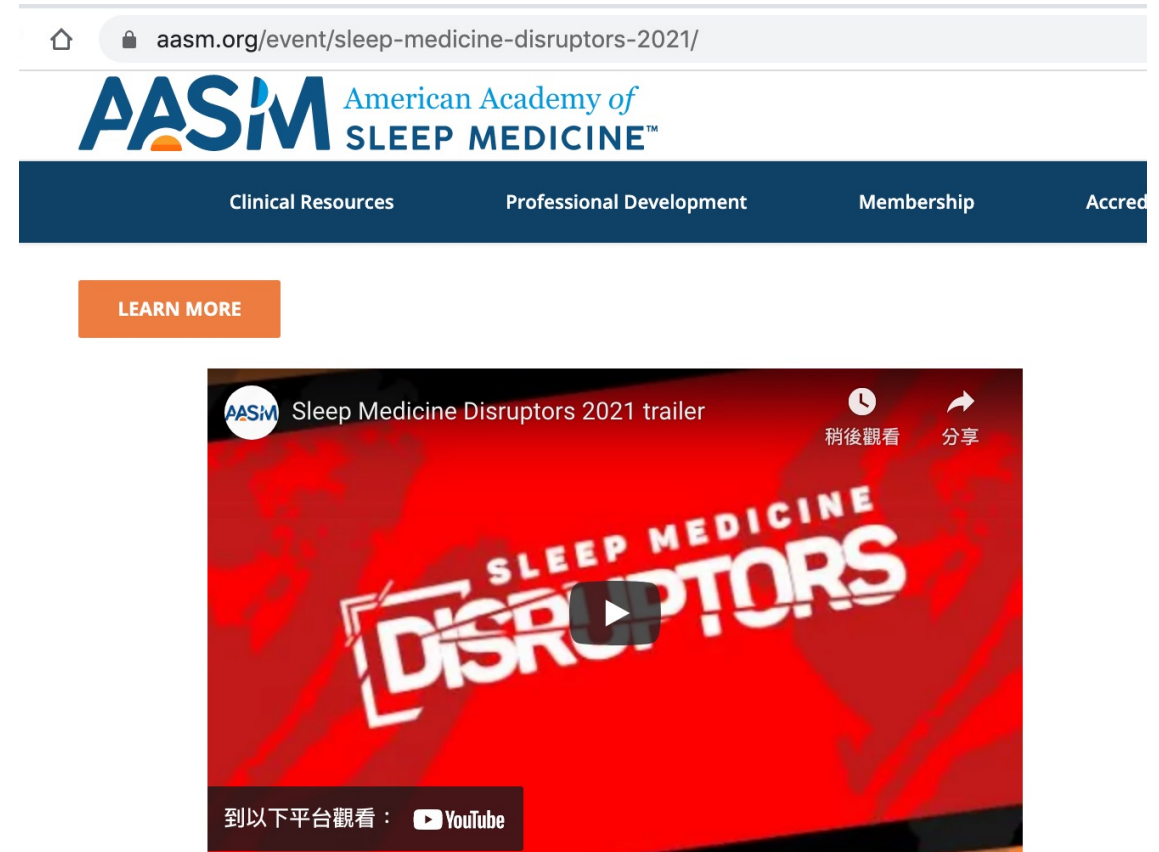 aasm.org/event/sleep-medicine-disruptors-2021/
AASM American Academy of
SLEEP MEDICINE™
Clinical Resources Professional Development Membership Accred
LEARN MORE
AASM Sleep Medicine Disruptors 2021 trailer
稍後觀看 分享
SLEEP MEDICINE
DISRUPTORS
到以下平台觀看： YouTube